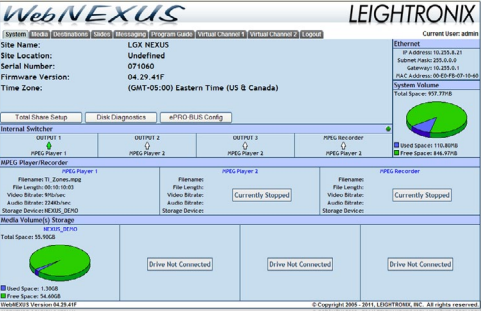 WebNEXUS
LEIGHTRONIX
System Media Destinations Slides Messaging Program Guide Virtual Channel 1 Virtual Channel 2 Logout
Current User: admin
Site Name: LGX NEXUS
Site Location: Undefined
Serial Number: 071060
Firmware Version: 04.29.41F
Time Zone: (GMT-05:00) Eastern Time (US & Canada)
Ethernet
IP Address: 10.255.8.21
Subnet Mask: 255.0.0.0
Gateway: 10.255.0.1
MAC Address: 00-E0-FB-07-10-60
System Volume
Total Space: 957.77MB
Used Space: 110.80MB
Free Space: 846.97MB
Total Share Setup
Disk Diagnostics
ePRO-BUS Config
Internal Switcher
OUTPUT 1 OUTPUT 2 OUTPUT 3 MPEG Recorder
MPEG Player 1 MPEG Player 2 MPEG Player 2 MPEG Player 2
MPEG Player/Recorder
MPEG Player 1
Filename: Ti_Zones.mpg
File Length: 00:10:10:03
Video Bitrate: 9Mb/sec
Audio Bitrate: 224Kb/sec
Storage Device: NEXUS_DEMO
MPEG Player 2
Filename:
File Length:
Video Bitrate:
Audio Bitrate:
Storage Device:
Currently Stopped
MPEG Recorder
Filename:
File Length:
Video Bitrate:
Audio Bitrate:
Storage Device:
Currently Stopped
Media Volume(s) Storage
NEXUS_DEMO
Total Space: 55.90GB
Used Space: 1.30GB
Free Space: 54.60GB
Drive Not Connected
Drive Not Connected
Drive Not Connected
WebNEXUS Version 04.29.41F
© Copyright 2005 - 2011, LEIGHTRONIX, INC. All rights reserved.